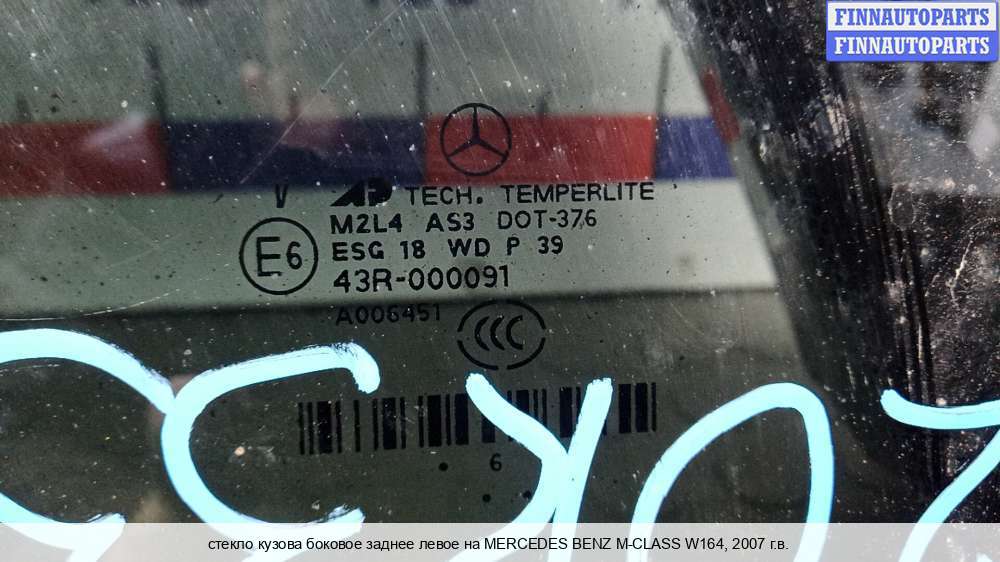 FINNAUTOPARTS
FINNAUTOPARTS
V AP TECH. TEMPERLITE
M2L4 AS3 DOT-376
E6
ESG 18 WD P 39
43R-000091
A006451
CCC
6
стекло кузова боковое заднее левое на MERCEDES BENZ M-CLASS W164, 2007 г.в.